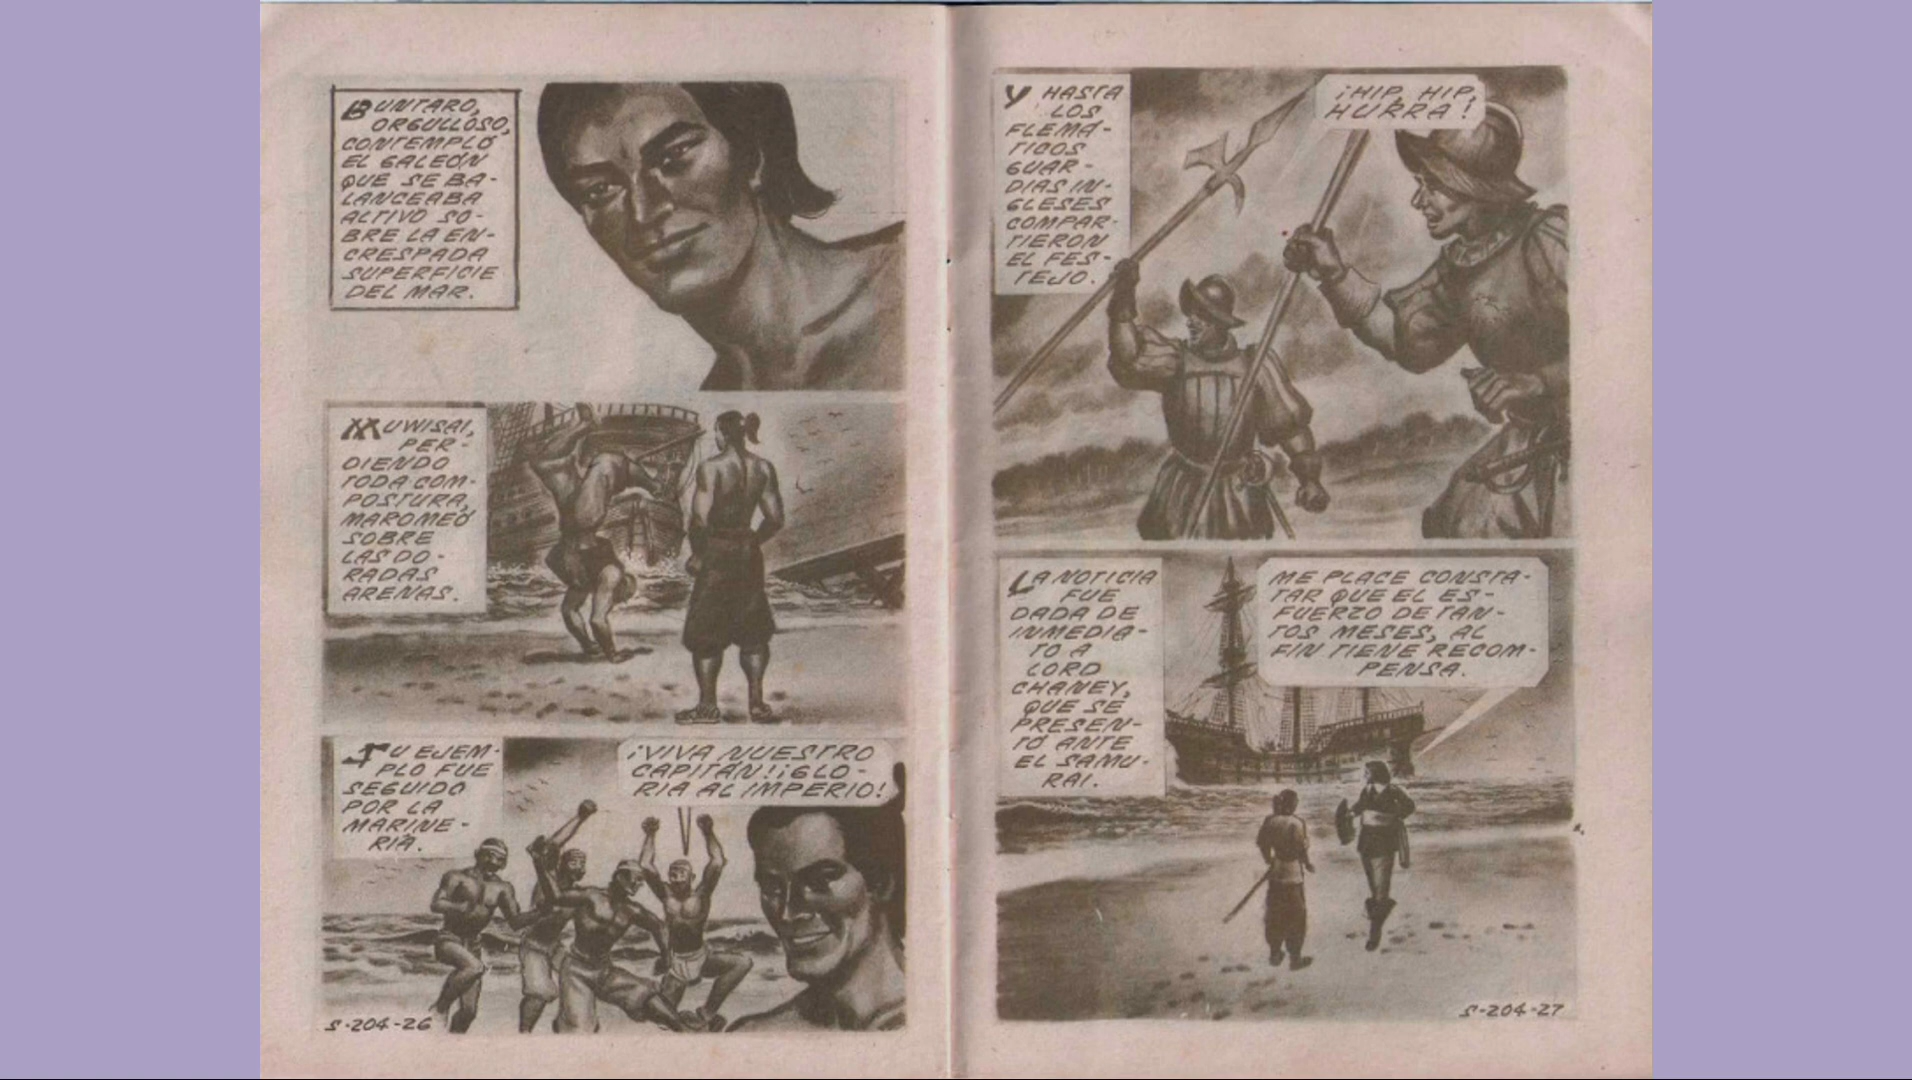 BUNTARO,
ORGULLOSO,
CONTEMPLÓ
EL GALEÓN
QUE SE BA-
LANCEABA
ALTIVO SO-
BRE LA EN-
CRESPADA
SUPERFICIE
DEL MAR.
MUWISAI,
PER-
DIENDO
TODA COM-
POSTURA,
MAROMEÓ
SOBRE
LAS DO-
RADAS
ARENAS.
SU EJEM-
PLO FUE
SEGUIDO
POR LA
MARINE-
RÍA.
¡VIVA NUESTRO
CAPITÁN! ¡GLO-
RIA AL IMPERIO!
S-204-26
Y HASTA
LOS
FLEMÁ-
TICOS
GUAR-
DIAS IN-
GLESES
COMPAR-
TIERON
EL FES-
TEJO.
¡HIP, HIP,
HURRA!
LA NOTICIA
FUE
DADA DE
INMEDIA-
TO A
LORD
CHANEY,
QUE SE
PRESEN-
TÓ ANTE
EL SAMU-
RAI.
ME PLACE CONSTA-
TAR QUE EL ES-
FUERZO DE TAN-
TOS MESES, AL
FIN TIENE RECOM-
PENSA.
S-204-27